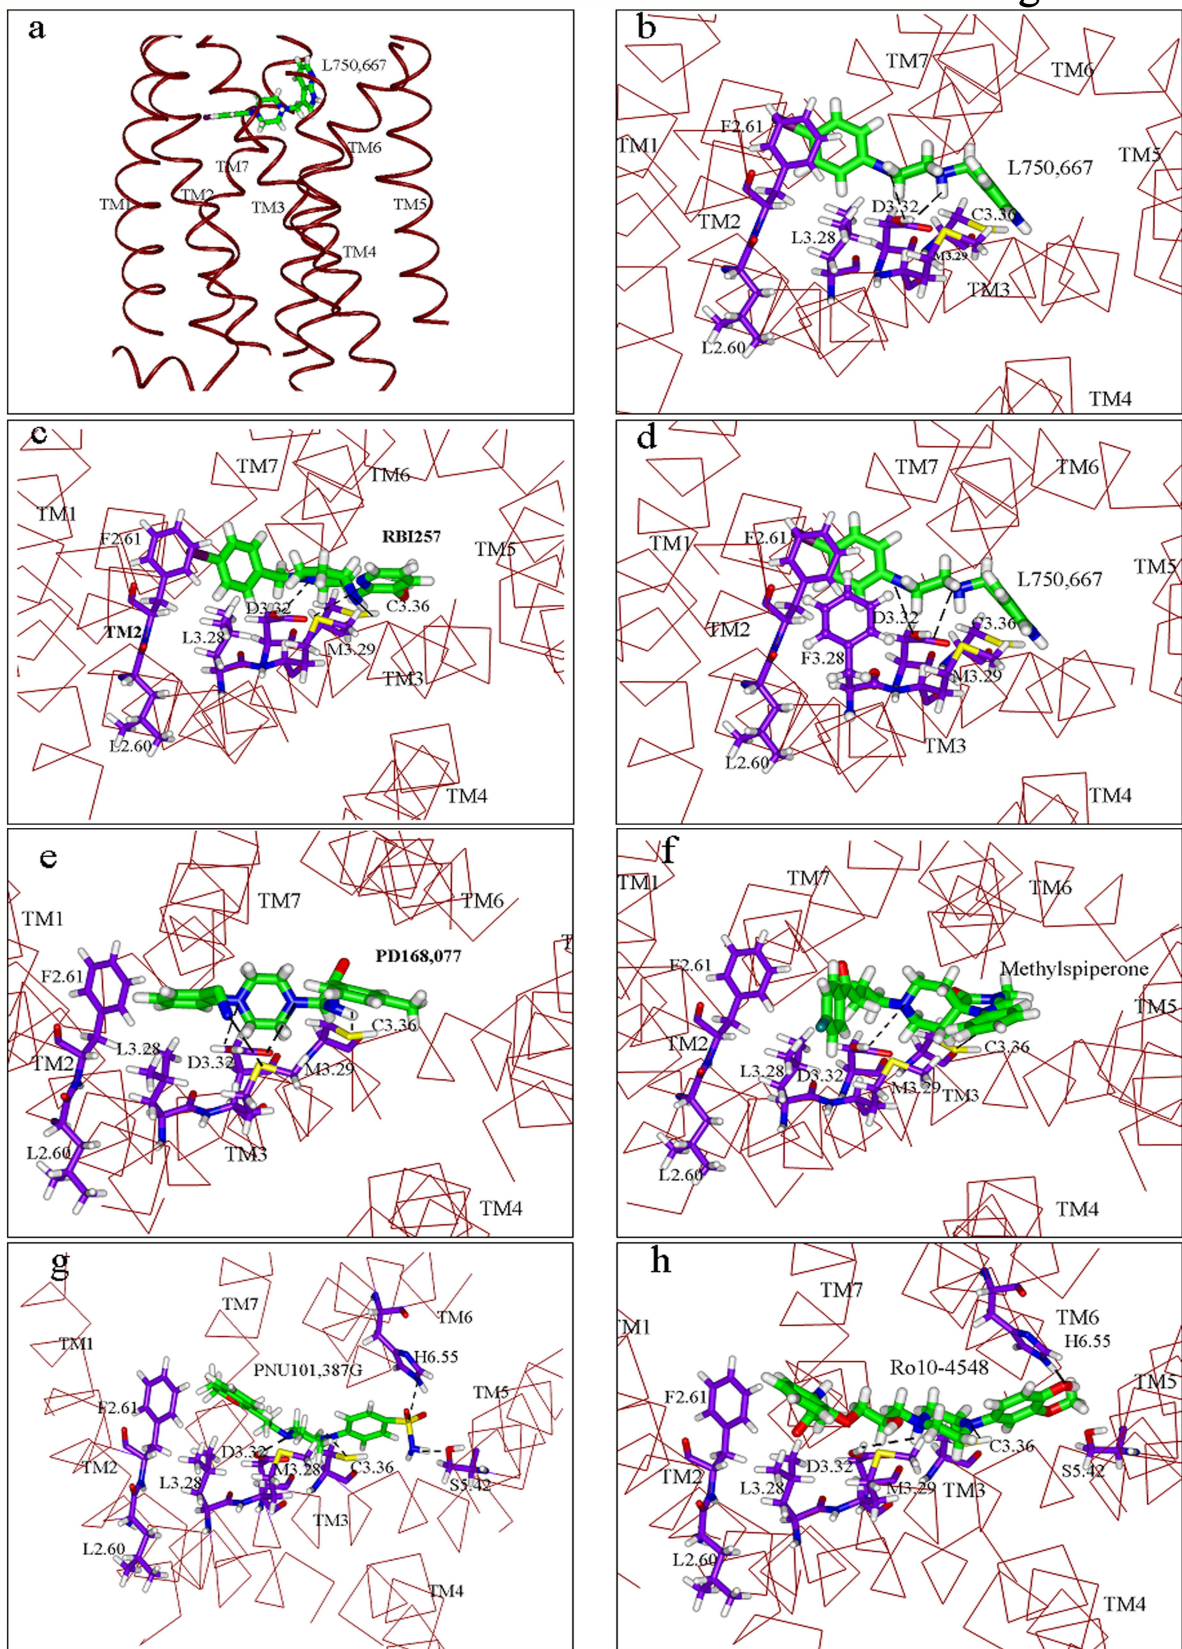 g
a
L750,667
TM6
TM7
TM1
TM2
TM3
TM5
TM4
b
TM7
TM6
F2.61
TM1
TM5
L750,667
D3.32
C3.36
TM2
L3.28
M3.29
TM3
L2.60
TM4
c
TM7
TM6
TM1
F2.61
RBI257
TM5
D3.32
C3.36
TM2
L3.28
M3.29
TM3
L2.60
TM4
d
TM7
TM6
F2.61
TM1
TM5
L750,667
D3.32
C3.36
TM2
F3.28
M3.29
TM3
L2.60
TM4
e
TM7
TM6
TM1
PD168,077
F2.61
C3.36
L3.28
D3.32
TM2
M3.29
TM3
L2.60
TM4
f
TM1
TM7
TM6
F2.61
Methylspiperone
TM5
TM2
C3.36
L3.28
D3.32
M3.29
TM3
L2.60
TM4
g
TM7
TM6
TM1
H6.55
PNU101,387G
TM5
F2.61
D3.32
TM2
M3.28
C3.36
L3.28
S5.42
TM3
L2.60
TM4
h
TM7
TM6
H6.55
Ro10-4548
TM5
F2.61
C3.36
D3.32
TM2
S5.42
L3.28
M3.29
TM3
L2.60
TM4